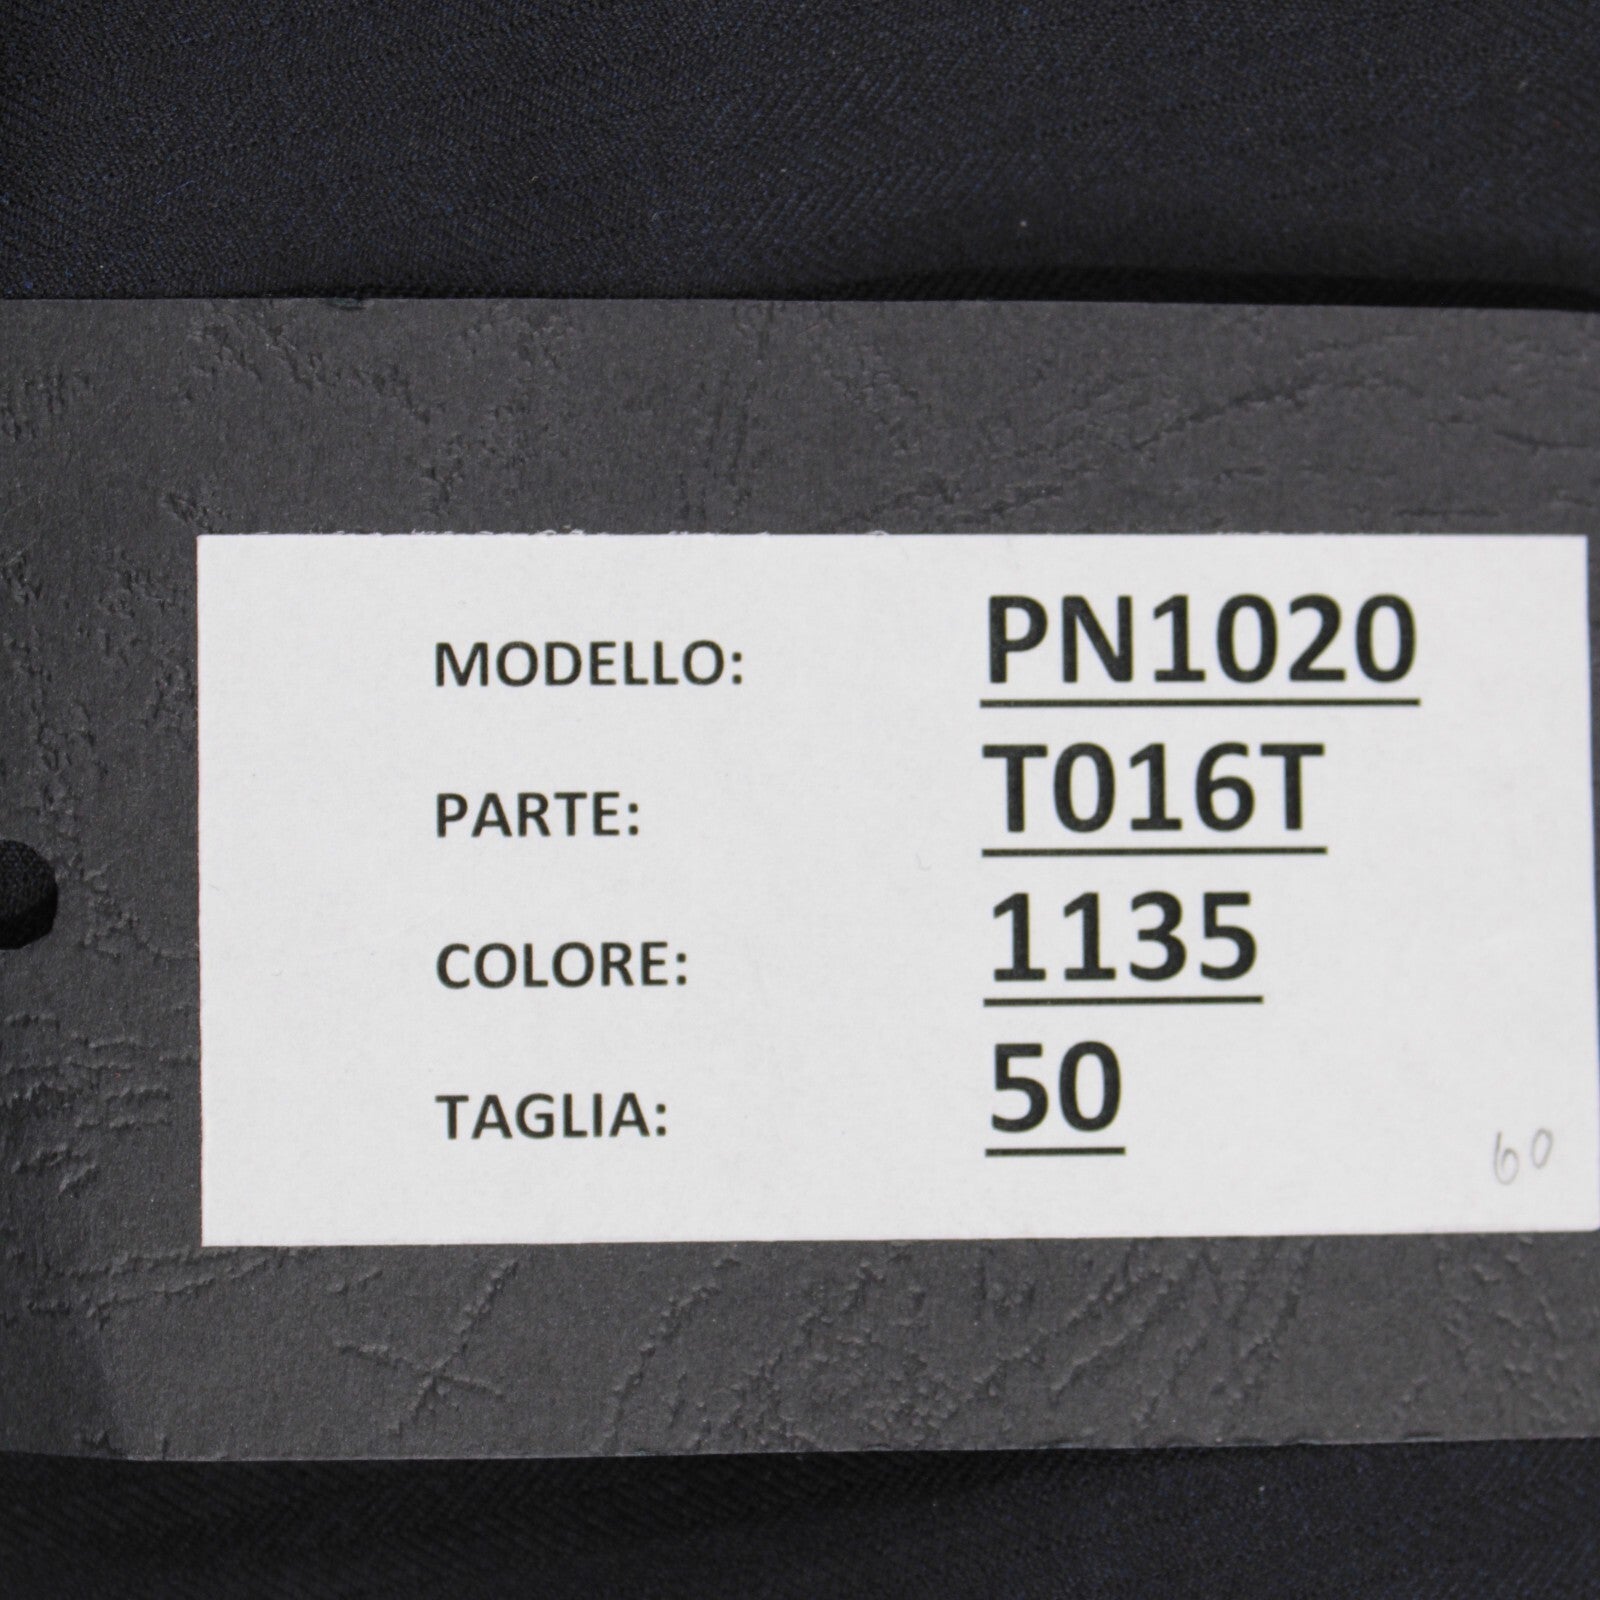 MODELLO: PN1020
PARTE: T016T
COLORE: 1135
TAGLIA: 50
60